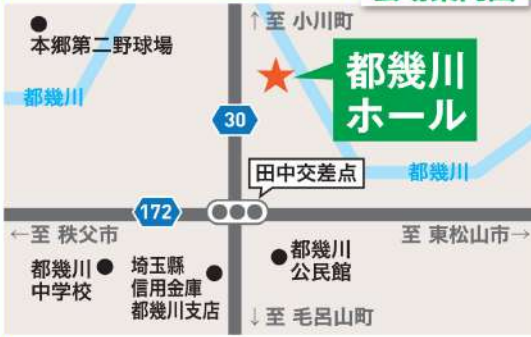 ↑至 小川町
本郷第二野球場
都幾川
都幾川
ホール
30
田中交差点
都幾川
172
←至 秩父市
至 東松山市→
都幾川
中学校
埼玉縣
信用金庫
都幾川支店
都幾川
公民館
↓至 毛呂山町